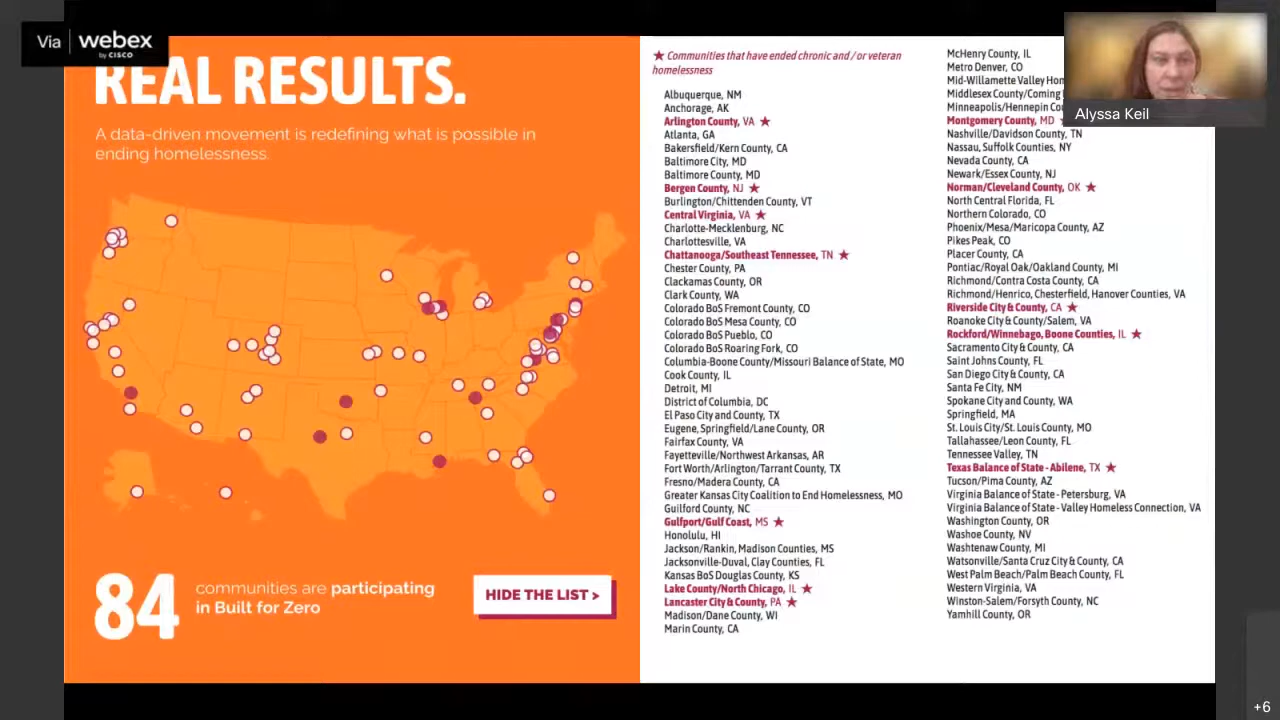 Via webex
by CISCO
REAL RESULTS.
A data-driven movement is redefining what is possible in
ending homelessness.
84
communities are participating
in Built for Zero
HIDE THE LIST >
★ Communities that have ended chronic and / or veteran
homelessness
Albuquerque, NM
Anchorage, AK
Arlington County, VA ★
Atlanta, GA
Bakersfield/Kern County, CA
Baltimore City, MD
Baltimore County, MD
Bergen County, NJ ★
Burlington/Chittenden County, VT
Central Virginia, VA ★
Charlotte-Mecklenburg, NC
Charlottesville, VA
Chattanooga/Southeast Tennessee, TN ★
Chester County, PA
Clackamas County, OR
Clark County, WA
Colorado BoS Fremont County, CO
Colorado BoS Mesa County, CO
Colorado BoS Pueblo, CO
Colorado BoS Roaring Fork, CO
Columbia-Boone County/Missouri Balance of State, MO
Cook County, IL
Detroit, MI
District of Columbia, DC
El Paso City and County, TX
Eugene, Springfield/Lane County, OR
Fairfax County, VA
Fayetteville/Northwest Arkansas, AR
Fort Worth/Arlington/Tarrant County, TX
Fresno/Madera County, CA
Greater Kansas City Coalition to End Homelessness, MO
Guilford County, NC
Gulfport/Gulf Coast, MS ★
Honolulu, HI
Jackson/Rankin, Madison Counties, MS
Jacksonville-Duval, Clay Counties, FL
Kansas BoS Douglas County, KS
Lake County/North Chicago, IL ★
Lancaster City & County, PA ★
Madison/Dane County, WI
Marin County, CA
McHenry County, IL
Metro Denver, CO
Mid-Willamette Valley Hom
Middlesex County/Coming
Minneapolis/Hennepin Co
Montgomery County, MD
Nashville/Davidson County, TN
Nassau, Suffolk Counties, NY
Nevada County, CA
Newark/Essex County, NJ
Norman/Cleveland County, OK ★
North Central Florida, FL
Northern Colorado, CO
Phoenix/Mesa/Maricopa County, AZ
Pikes Peak, CO
Placer County, CA
Pontiac/Royal Oak/Oakland County, MI
Richmond/Contra Costa County, CA
Richmond/Henrico, Chesterfield, Hanover Counties, VA
Riverside City & County, CA ★
Roanoke City & County/Salem, VA
Rockford/Winnebago, Boone Counties, IL ★
Sacramento City & County, CA
Saint Johns County, FL
San Diego City & County, CA
Santa Fe City, NM
Spokane City and County, WA
Springfield, MA
St. Louis City/St. Louis County, MO
Tallahassee/Leon County, FL
Tennessee Valley, TN
Texas Balance of State - Abilene, TX ★
Tucson/Pima County, AZ
Virginia Balance of State - Petersburg, VA
Virginia Balance of State - Valley Homeless Connection, VA
Washington County, OR
Washoe County, NV
Washtenaw County, MI
Watsonville/Santa Cruz City & County, CA
West Palm Beach/Palm Beach County, FL
Western Virginia, VA
Winston-Salem/Forsyth County, NC
Yamhill County, OR
Alyssa Keil
+6